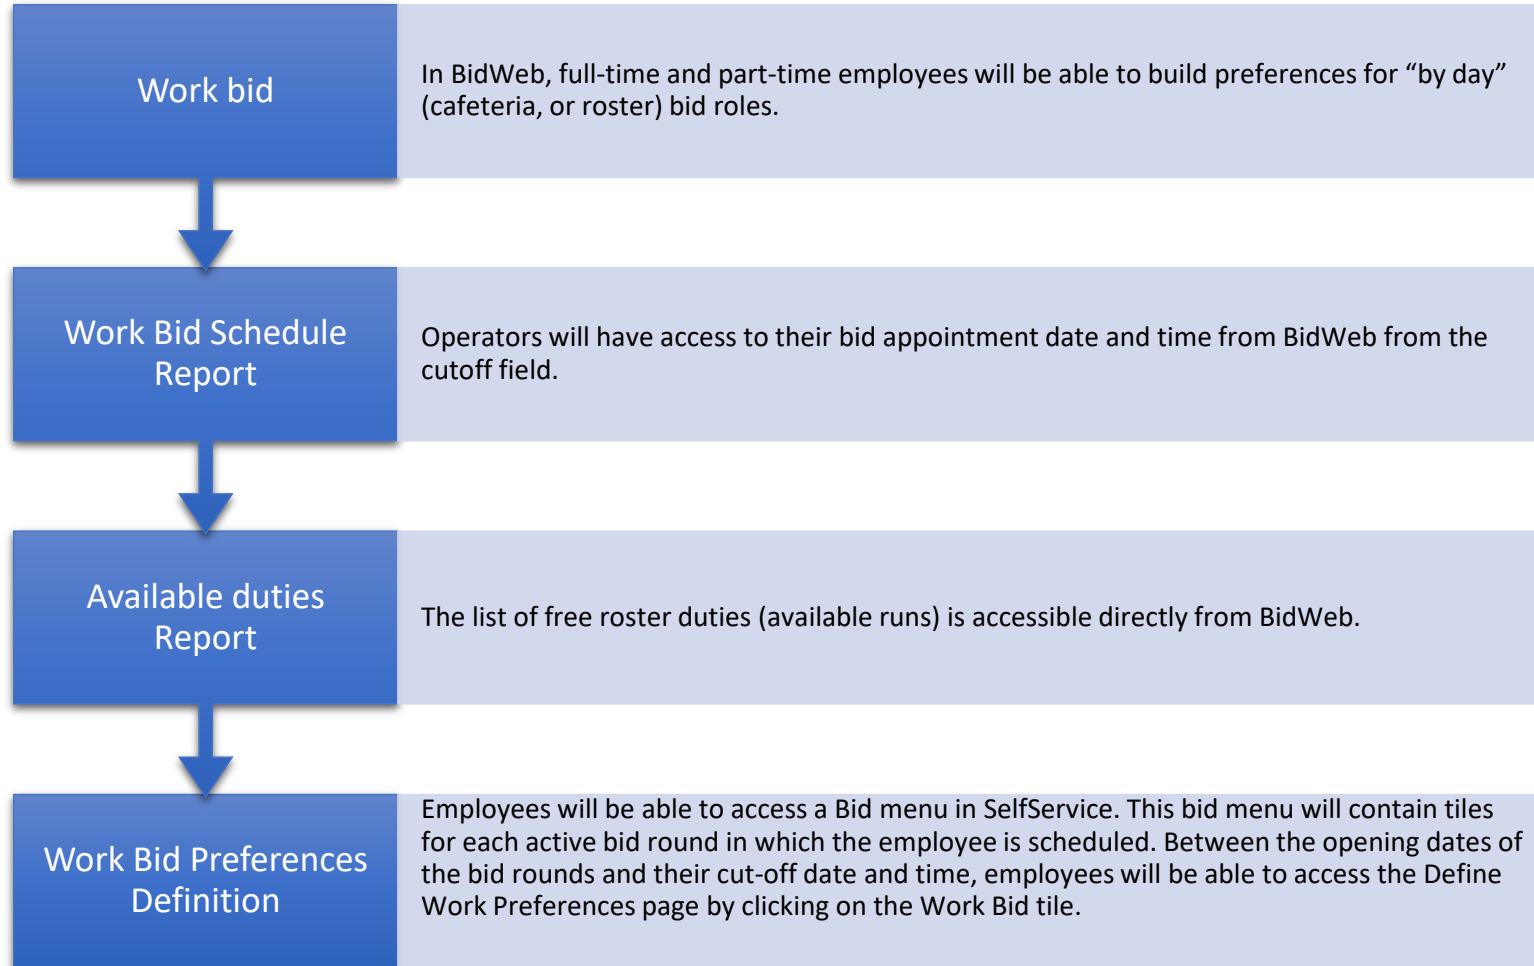 Work bid
In BidWeb, full-time and part-time employees will be able to build preferences for “by day”
(cafeteria, or roster) bid roles.
Work Bid Schedule
Report
Operators will have access to their bid appointment date and time from BidWeb from the
cutoff field.
Available duties
Report
The list of free roster duties (available runs) is accessible directly from BidWeb.
Work Bid Preferences
Definition
Employees will be able to access a Bid menu in SelfService. This bid menu will contain tiles
for each active bid round in which the employee is scheduled. Between the opening dates of
the bid rounds and their cut-off date and time, employees will be able to access the Define
Work Preferences page by clicking on the Work Bid tile.